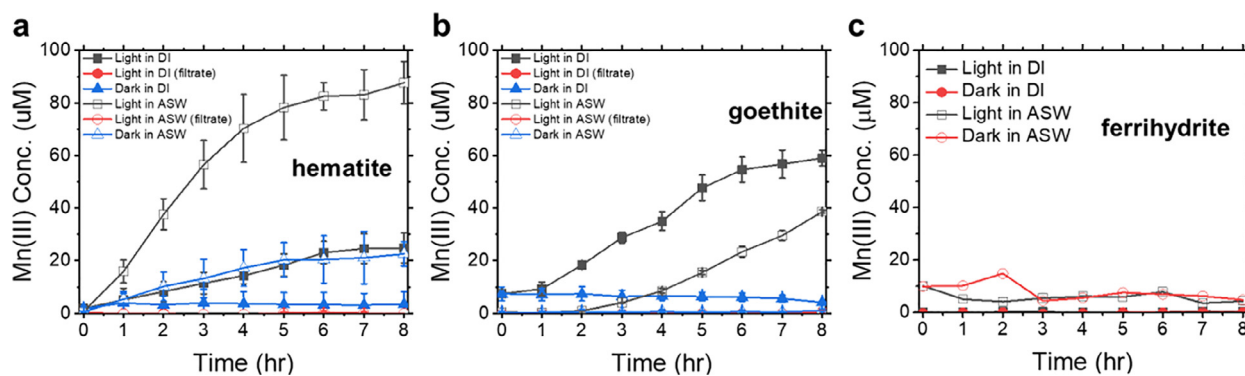 a
Mn(III) Conc. (uM)
100
80
60
40
20
0
Light in DI
Light in DI (filtrate)
Dark in DI
Light in ASW
Light in ASW (filtrate)
Dark in ASW
hematite
0 1 2 3 4 5 6 7 8
Time (hr)
b
Mn(III) Conc. (uM)
100
80
60
40
20
0
Light in DI
Light in DI (filtrate)
Dark in DI
Light in ASW
Light in ASW (filtrate)
Dark in ASW
goethite
0 1 2 3 4 5 6 7 8
Time (hr)
c
Mn(III) Conc. (μM)
100
80
60
40
20
0
Light in DI
Dark in DI
Light in ASW
Dark in ASW
ferrihydrite
0 1 2 3 4 5 6 7 8
Time (hr)